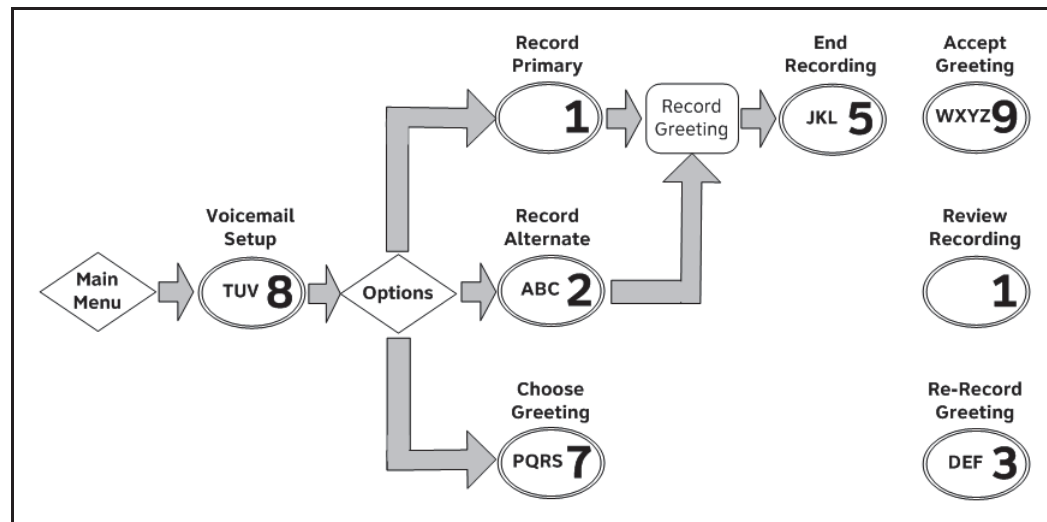 Record
Primary
1
Record
Greeting
End
Recording
JKL 5
Accept
Greeting
WXYZ 9
Main
Menu
Voicemail
Setup
TUV 8
Options
Record
Alternate
ABC 2
Review
Recording
1
Choose
Greeting
PQRS 7
Re-Record
Greeting
DEF 3